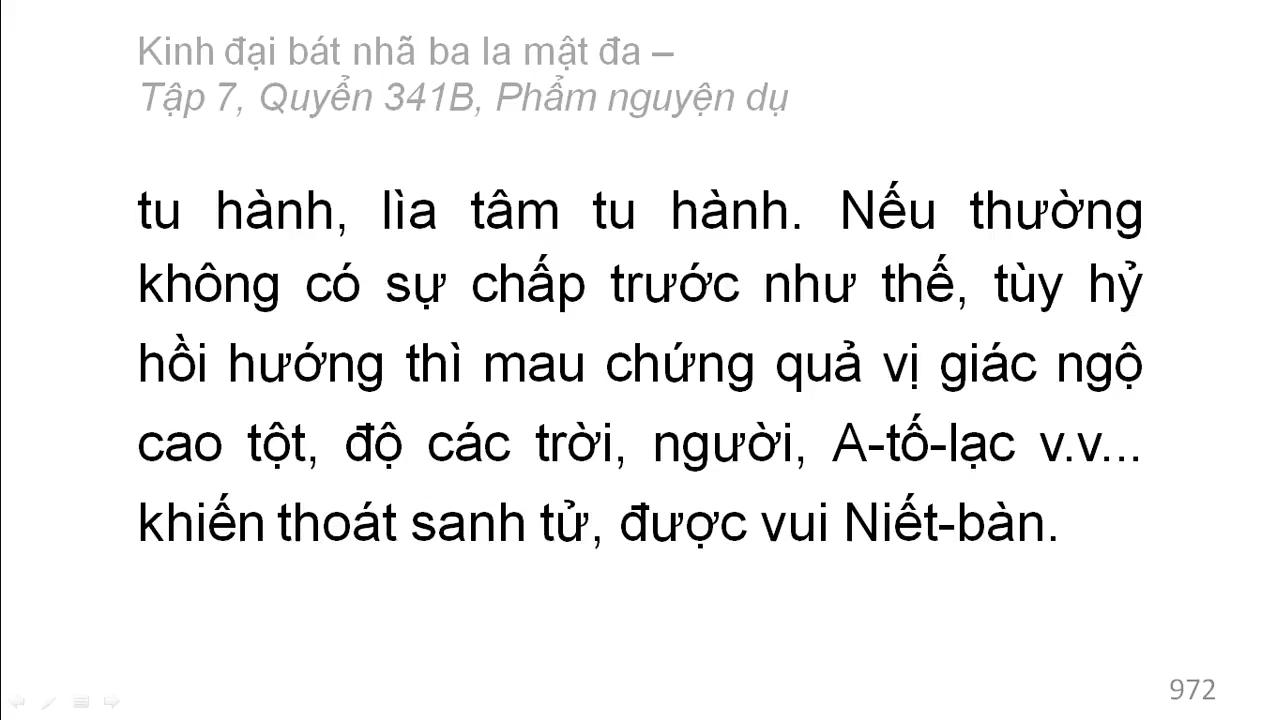 Kinh đại bát nhã ba la mật đa –
Tập 7, Quyển 341B, Phẩm nguyện dụ
tu hành, lìa tâm tu hành. Nếu thường
không có sự chấp trước như thế, tùy hỷ
hồi hướng thì mau chứng quả vị giác ngộ
cao tột, độ các trời, người, A-tố-lạc v.v...
khiến thoát sanh tử, được vui Niết-bàn.
972